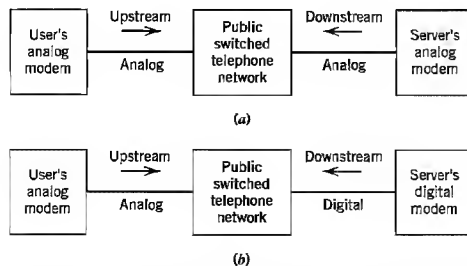 User's
analog
modem
Upstream
Analog
Public
switched
telephone
network
Downstream
Analog
Server's
analog
modem
(a)
User's
analog
modem
Upstream
Analog
Public
switched
telephone
network
Downstream
Digital
Server's
digital
modem
(b)